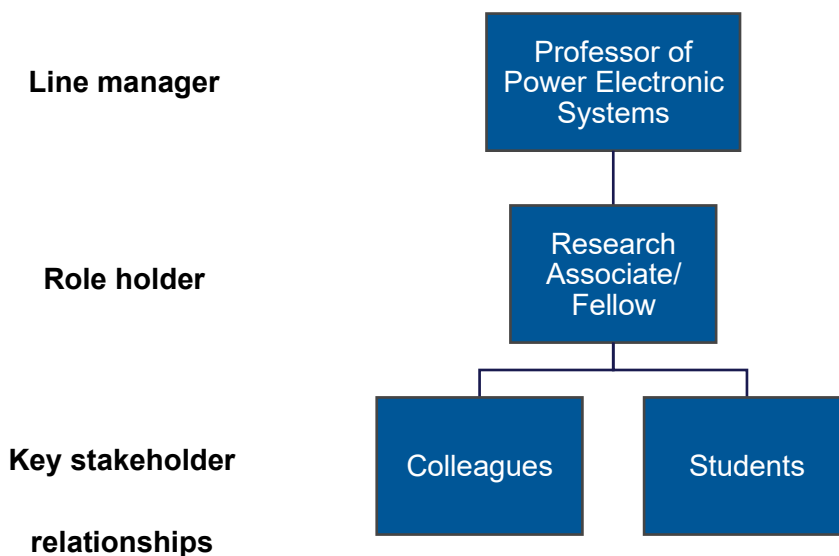 Line manager
Professor of
Power Electronic
Systems
Role holder
Research
Associate/
Fellow
Key stakeholder
relationships
Colleagues
Students